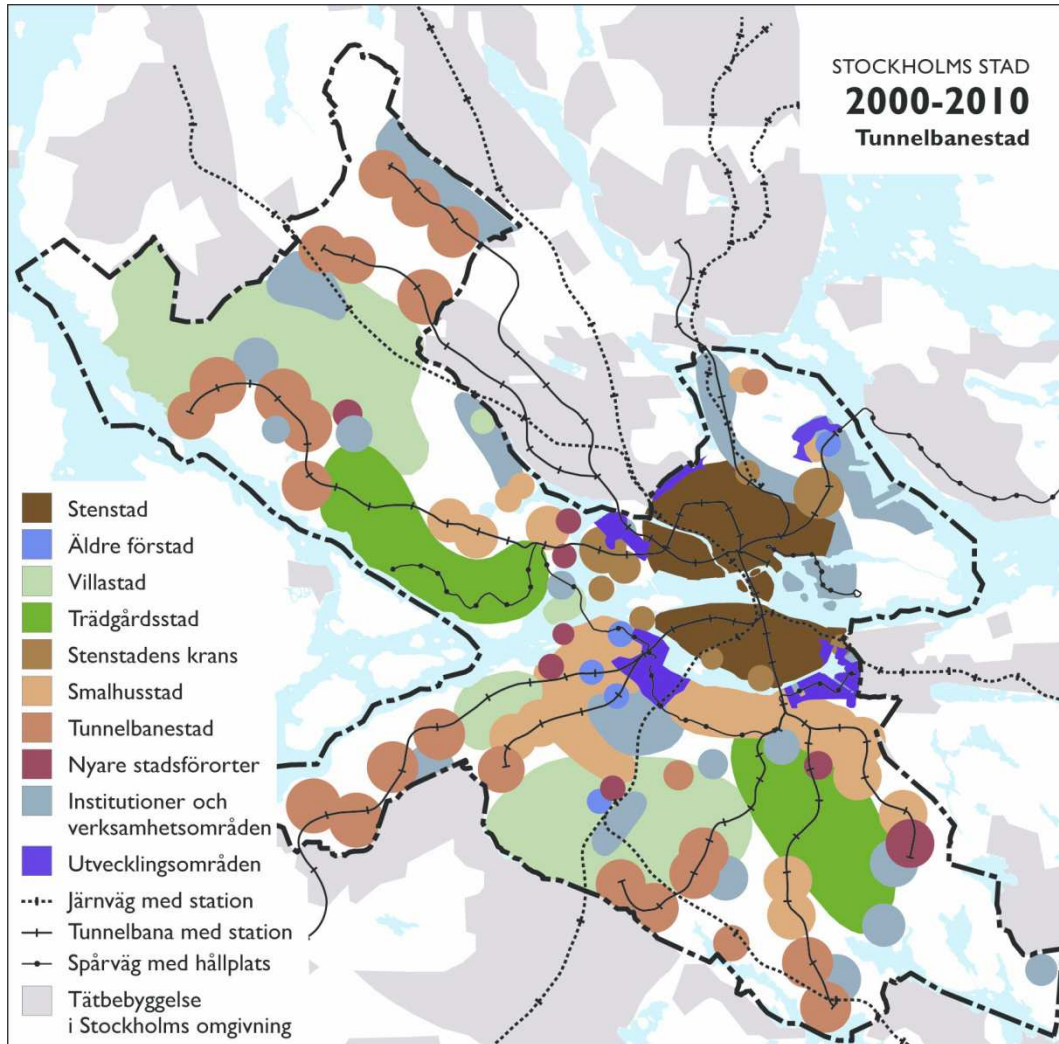 STOCKHOLMS STAD
2000-2010
Tunnelbanestad
Stenstad
Äldre förstad
Villastad
Trädgårdsstad
Stenstadens krans
Smalhusstad
Tunnelbanestad
Nyare stadsförorter
Institutioner och
verksamhetsområden
Utvecklingsområden
Järnväg med station
Tunnelbana med station
Spårväg med hållplats
Tätbebyggelse
i Stockholms omgivning